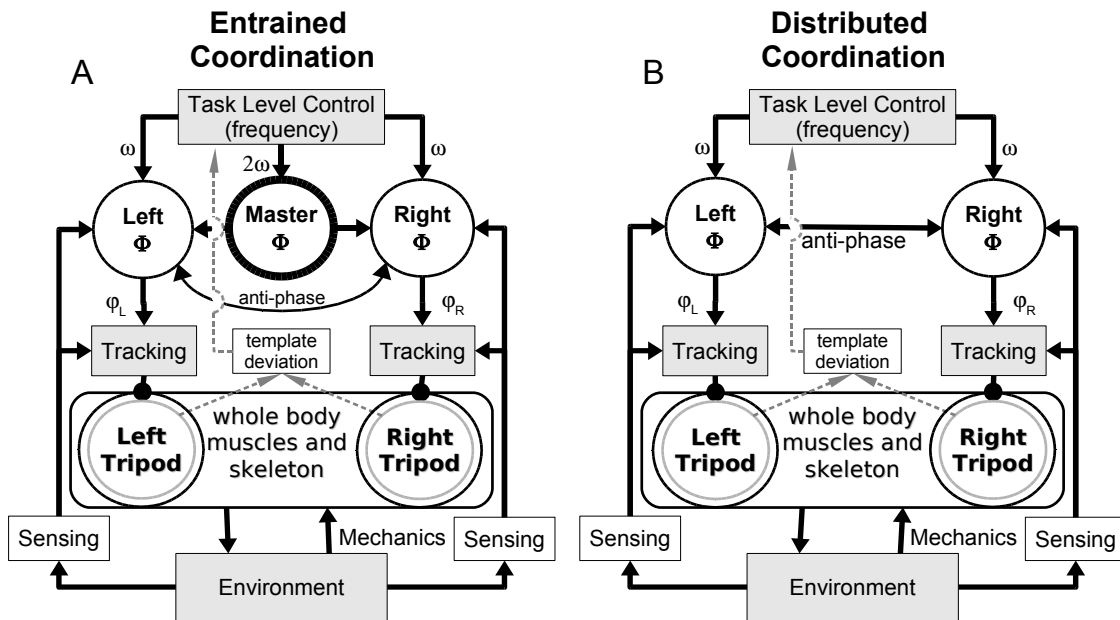 Entrained
Coordination
A
Task Level Control
(frequency)
ω
2ω
ω
Left
Φ
Master
Φ
Right
Φ
anti-phase
φL
φR
Tracking
template
deviation
Tracking
Left
Tripod
whole body
muscles and
skeleton
Right
Tripod
Sensing
Mechanics
Sensing
Environment
Distributed
Coordination
B
Task Level Control
(frequency)
ω
ω
Left
Φ
Right
Φ
anti-phase
φL
φR
Tracking
template
deviation
Tracking
Left
Tripod
whole body
muscles and
skeleton
Right
Tripod
Sensing
Mechanics
Sensing
Environment